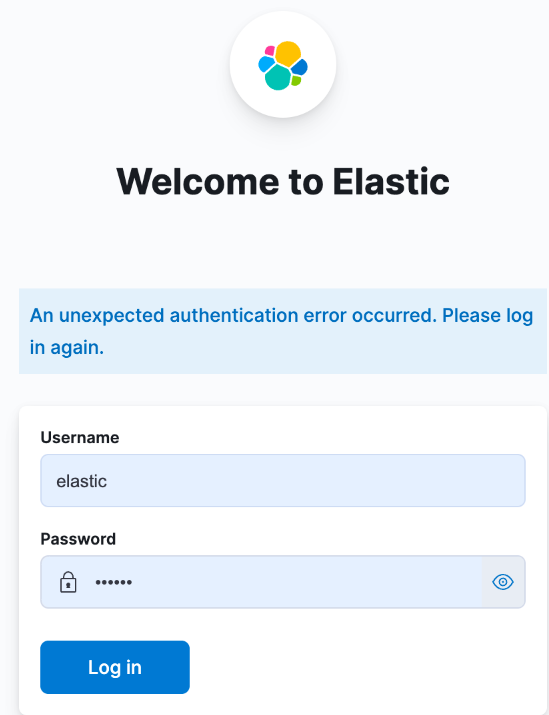 Welcome to Elastic
An unexpected authentication error occurred. Please log
in again.
Username
elastic
Password
••••••
Log in